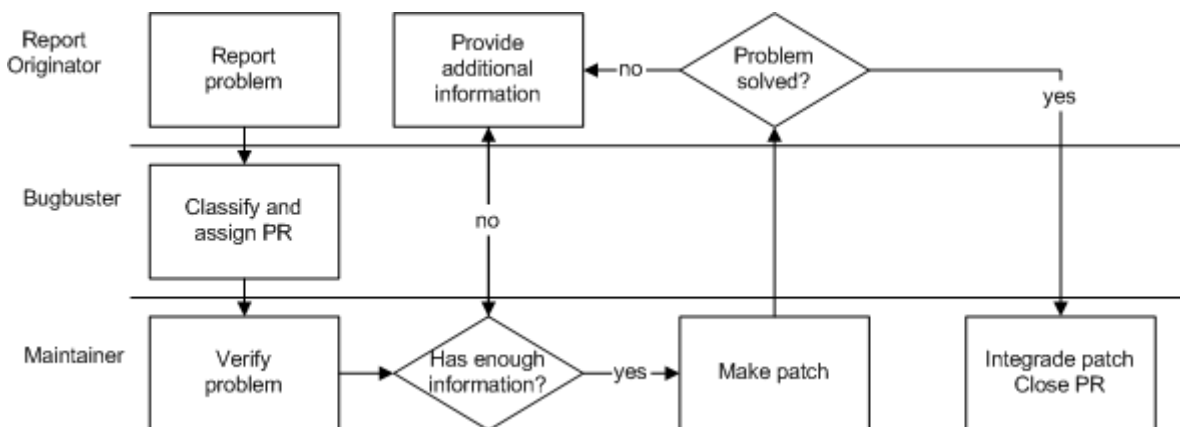 Report
Originator
Report
problem
Provide
additional
information
no
Problem
solved?
yes
Bugbuster
Classify and
assign PR
no
Maintainer
Verify
problem
Has enough
information?
yes
Make patch
Integrade patch
Close PR